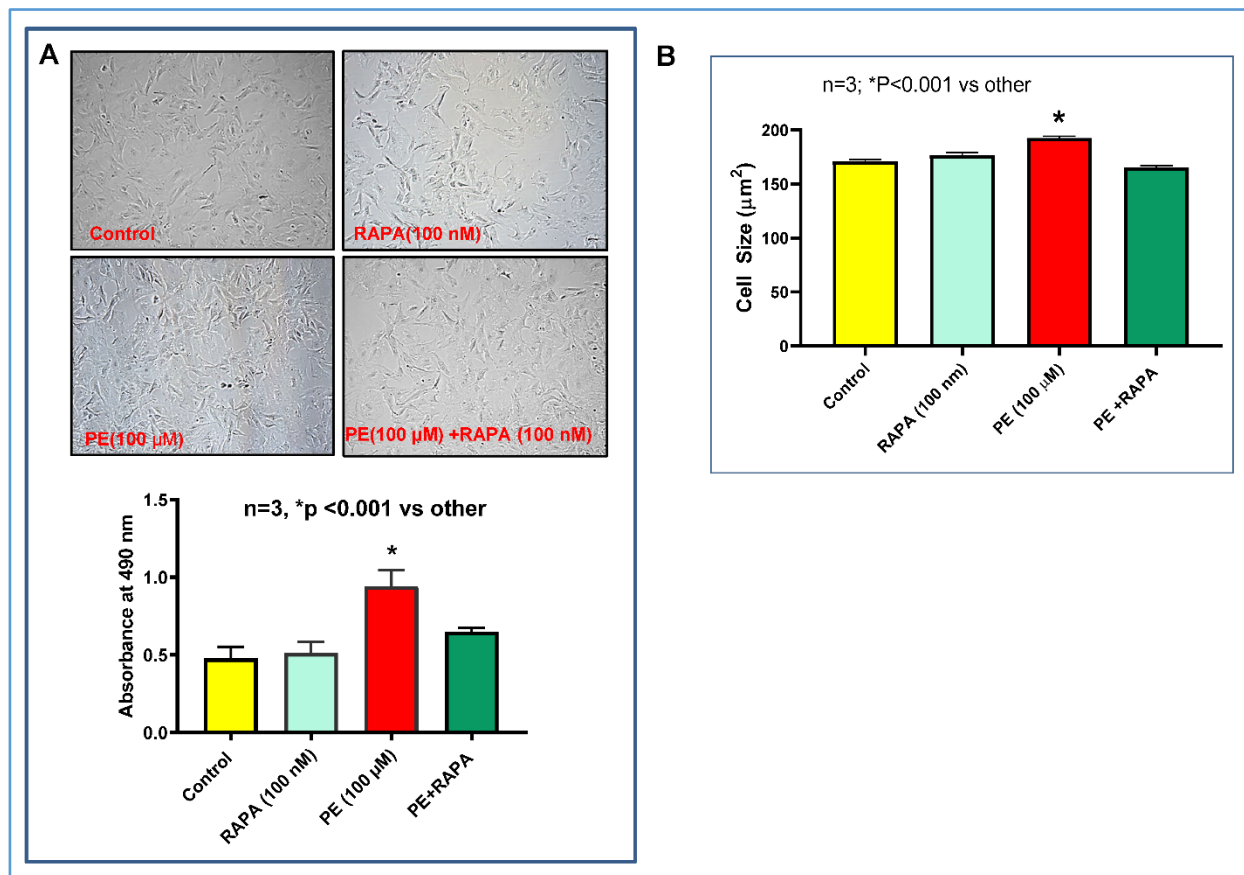 A
Control
RAPA(100 nM)
PE(100 µM)
PE(100 µM) +RAPA (100 nM)
n=3, *p <0.001 vs other
*
Absorbance at 490 nm
1.5
1.0
0.5
0.0
Control
RAPA (100 nM)
PE (100 µM)
PE+RAPA
B
n=3; *P<0.001 vs other
*
Cell Size (µm²)
200
150
100
50
0
Control
RAPA (100 nm)
PE (100 µM)
PE +RAPA